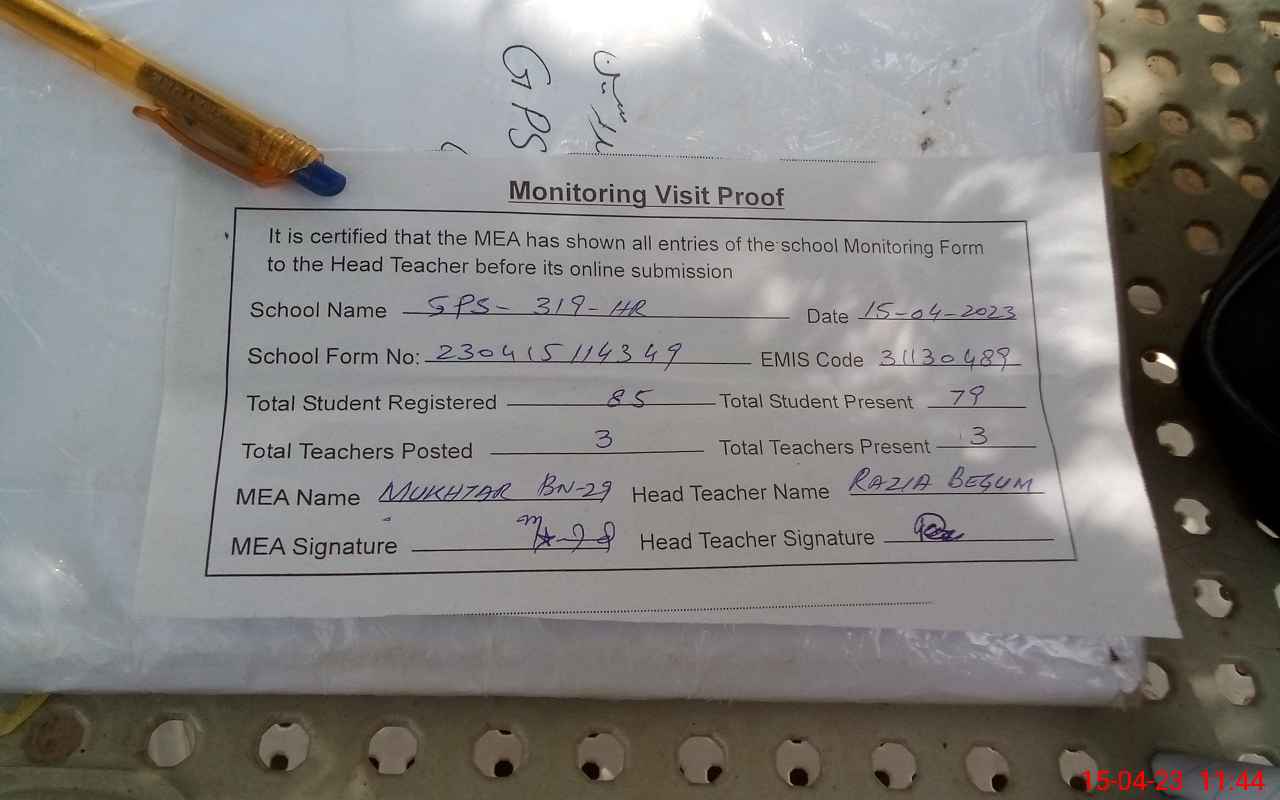 GPS
Monitoring Visit Proof
It is certified that the MEA has shown all entries of the school Monitoring Form
to the Head Teacher before its online submission
School Name GPS- 319-HR Date 15-04-2023
School Form No: 230415114349 EMIS Code 31130489
Total Student Registered 85 Total Student Present 79
Total Teachers Posted 3 Total Teachers Present 3
MEA Name MUKHTAR BN-29 Head Teacher Name RAZIA BEGUM
MEA Signature Head Teacher Signature
15-04-23 11:44